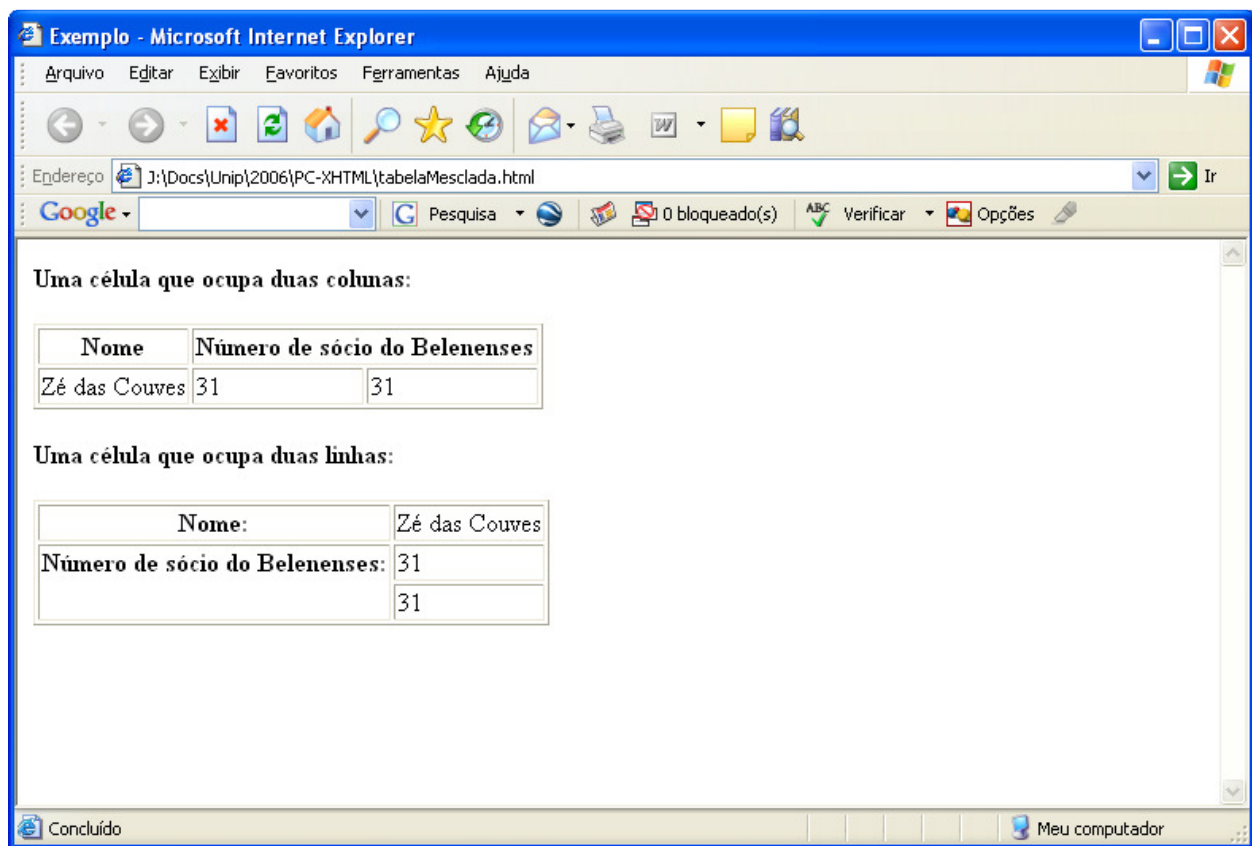 Exemplo - Microsoft Internet Explorer
Arquivo Editar Exibir Favoritos Ferramentas Ajuda
W
Endereço J:\Docs\Unip\2006\PC-XHTML\tabelaMesclada.html Ir
Google G Pesquisa 0 bloqueado(s) ABC Verificar Opções
Uma célula que ocupa duas colunas:
Nome Número de sócio do Belenenses
Zé das Couves 31 31
Uma célula que ocupa duas linhas:
Nome: Zé das Couves
Número de sócio do Belenenses: 31
31
Concluído Meu computador